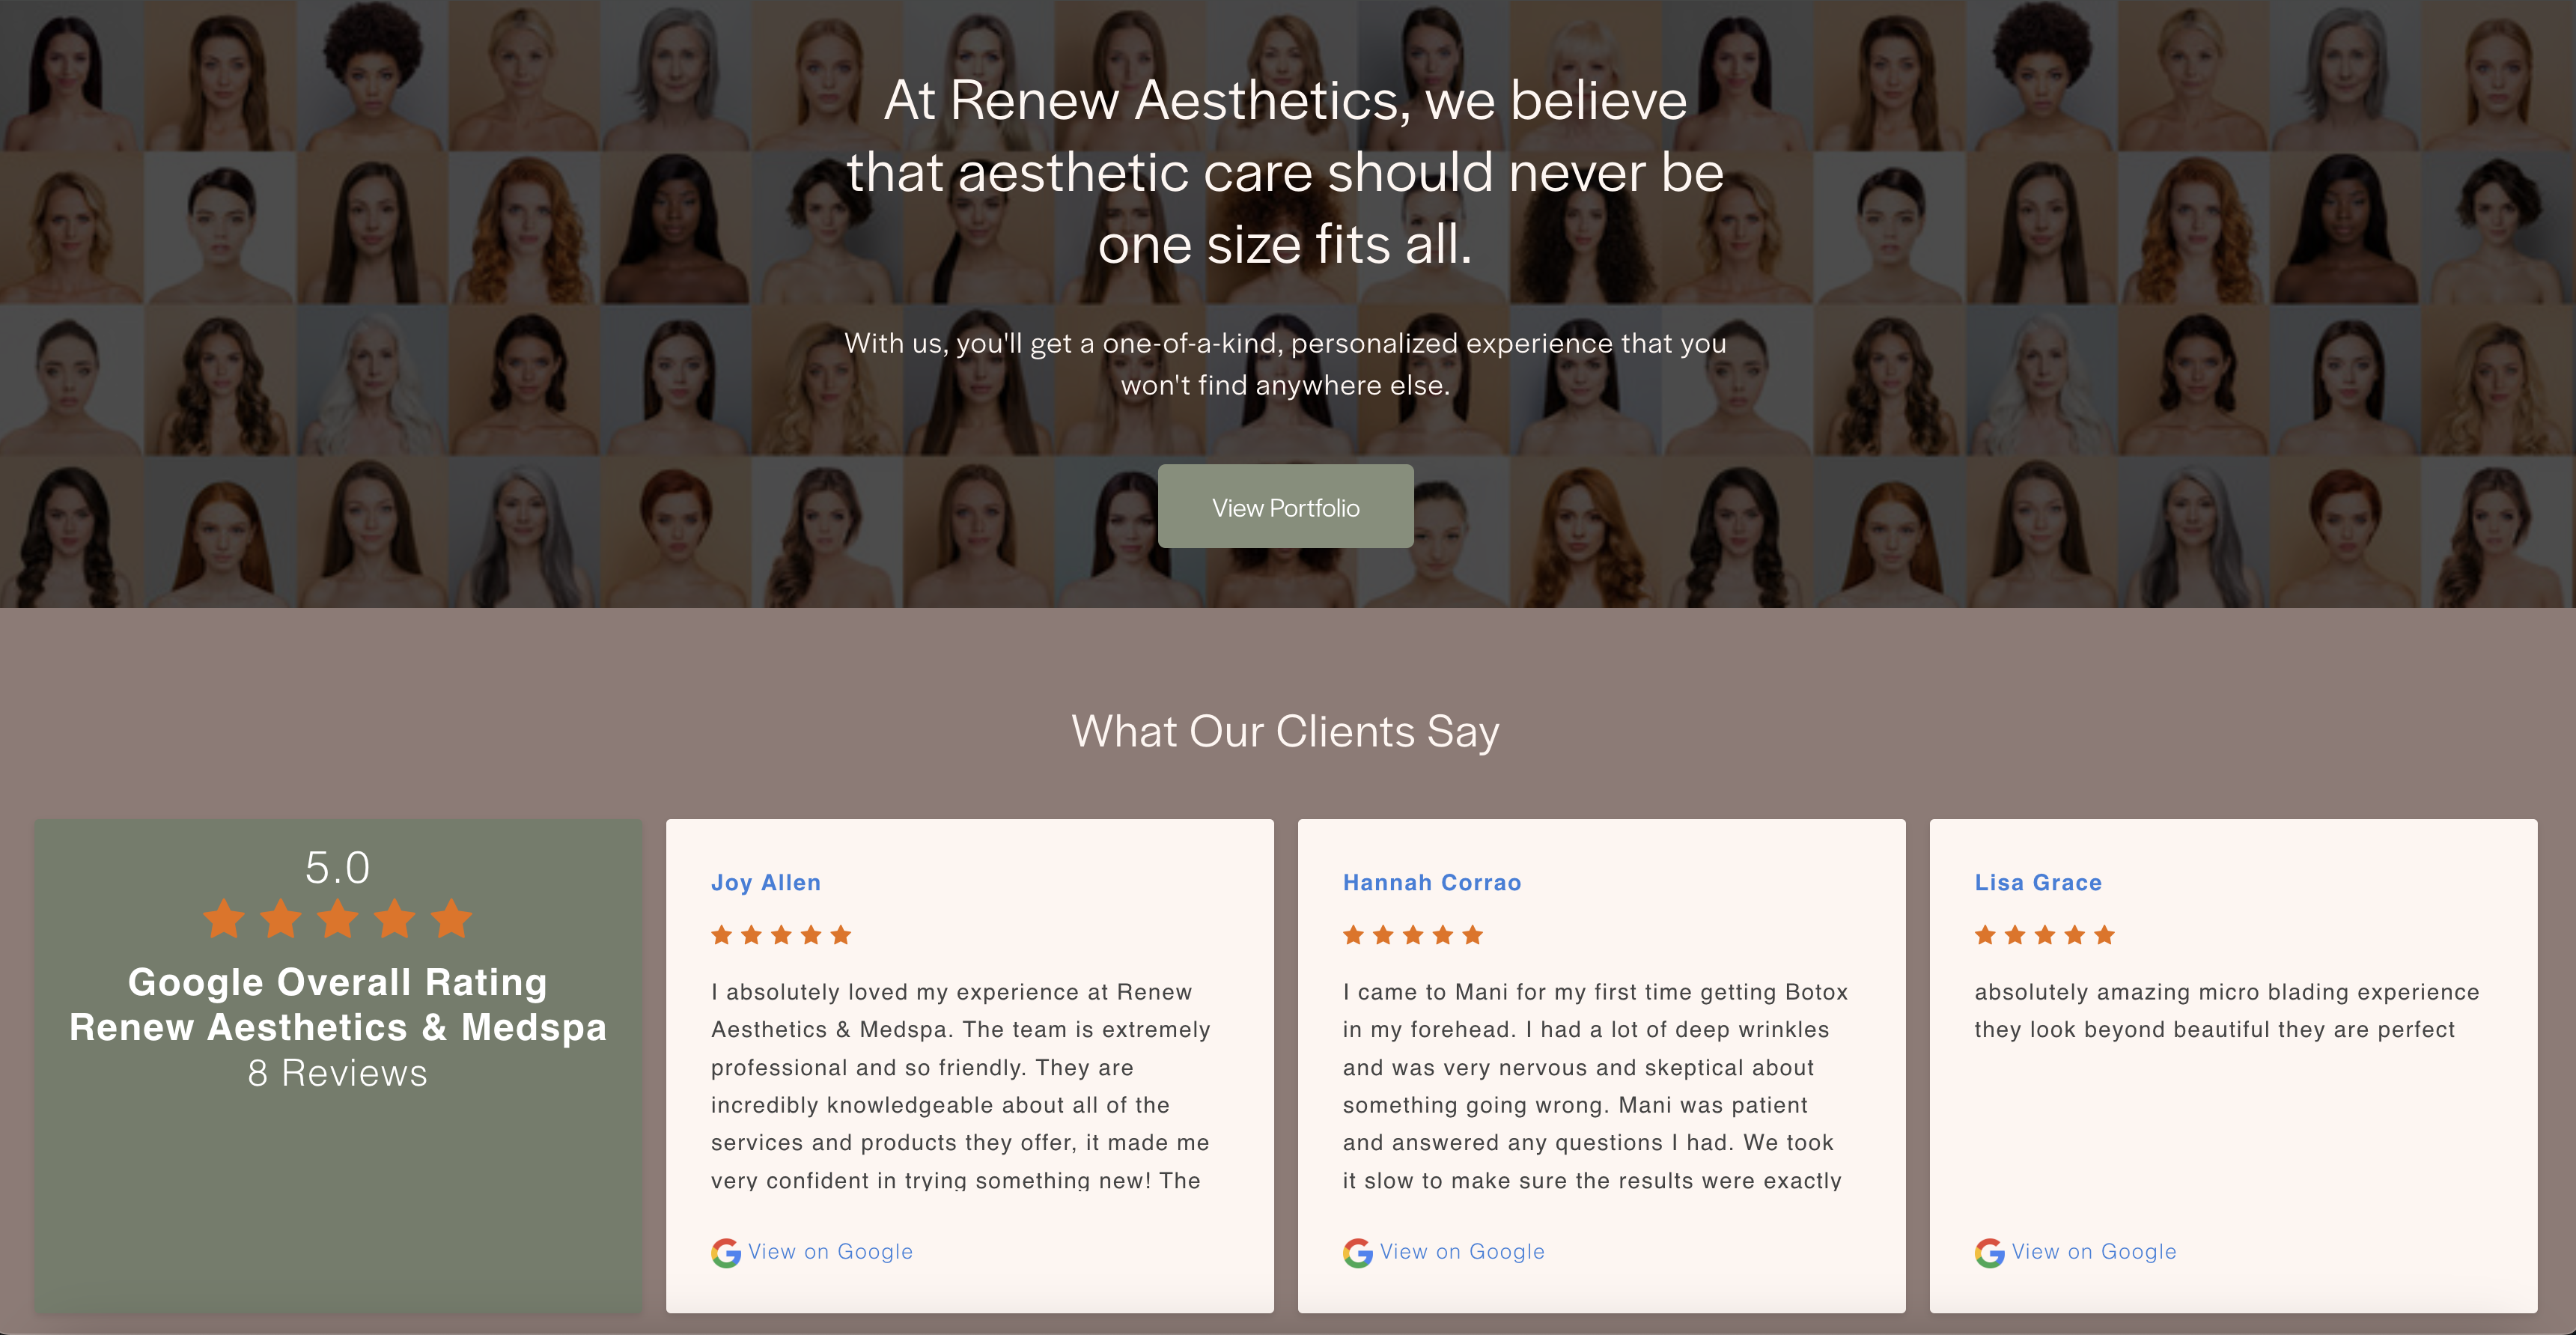 At Renew Aesthetics, we believe
that aesthetic care should never be
one size fits all.
With us, you'll get a one-of-a-kind, personalized experience that you
won't find anywhere else.
View Portfolio
What Our Clients Say
5.0
Google Overall Rating
Renew Aesthetics & Medspa
8 Reviews
Joy Allen
I absolutely loved my experience at Renew
Aesthetics & Medspa. The team is extremely
professional and so friendly. They are
incredibly knowledgeable about all of the
services and products they offer, it made me
very confident in trying something new! The
View on Google
Hannah Corrao
I came to Mani for my first time getting Botox
in my forehead. I had a lot of deep wrinkles
and was very nervous and skeptical about
something going wrong. Mani was patient
and answered any questions I had. We took
it slow to make sure the results were exactly
View on Google
Lisa Grace
absolutely amazing micro blading experience
they look beyond beautiful they are perfect
View on Google